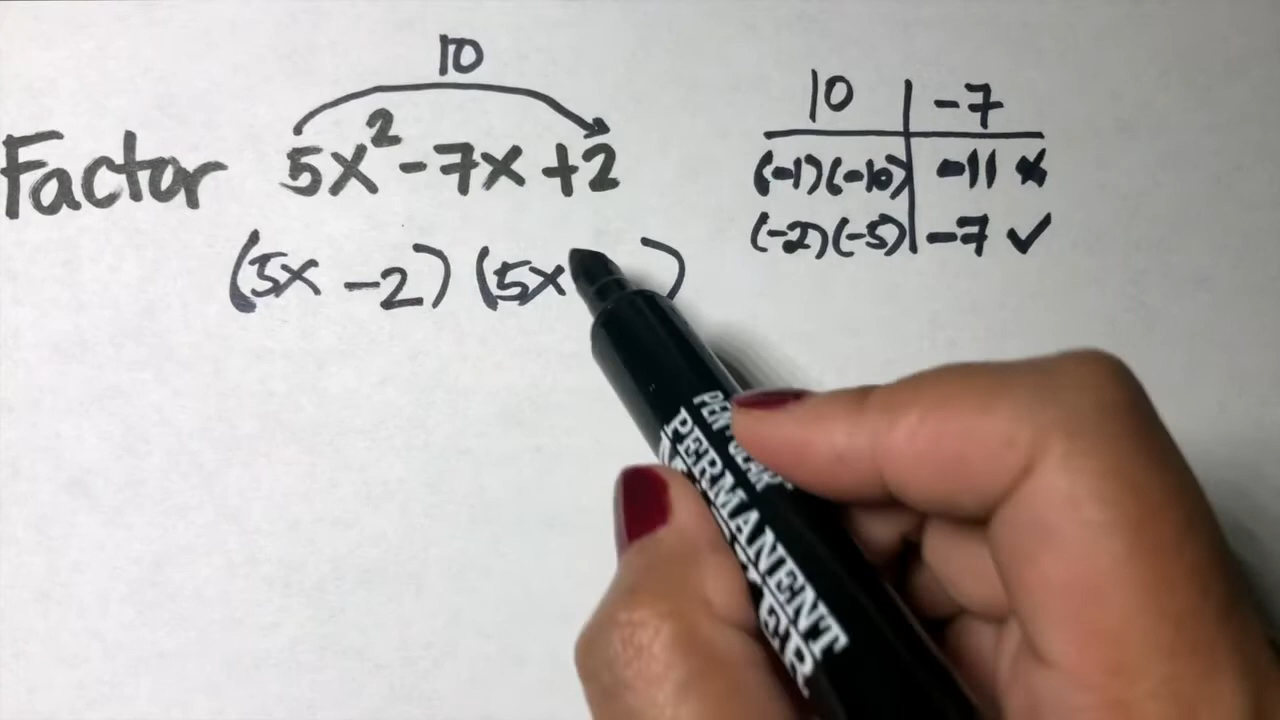 10
Factor 5x²-7x+2
(5x -2)(5x )
10 | -7
(-1)(-10) | -11 ×
(-2)(-5) | -7 ✓
PERMANENT